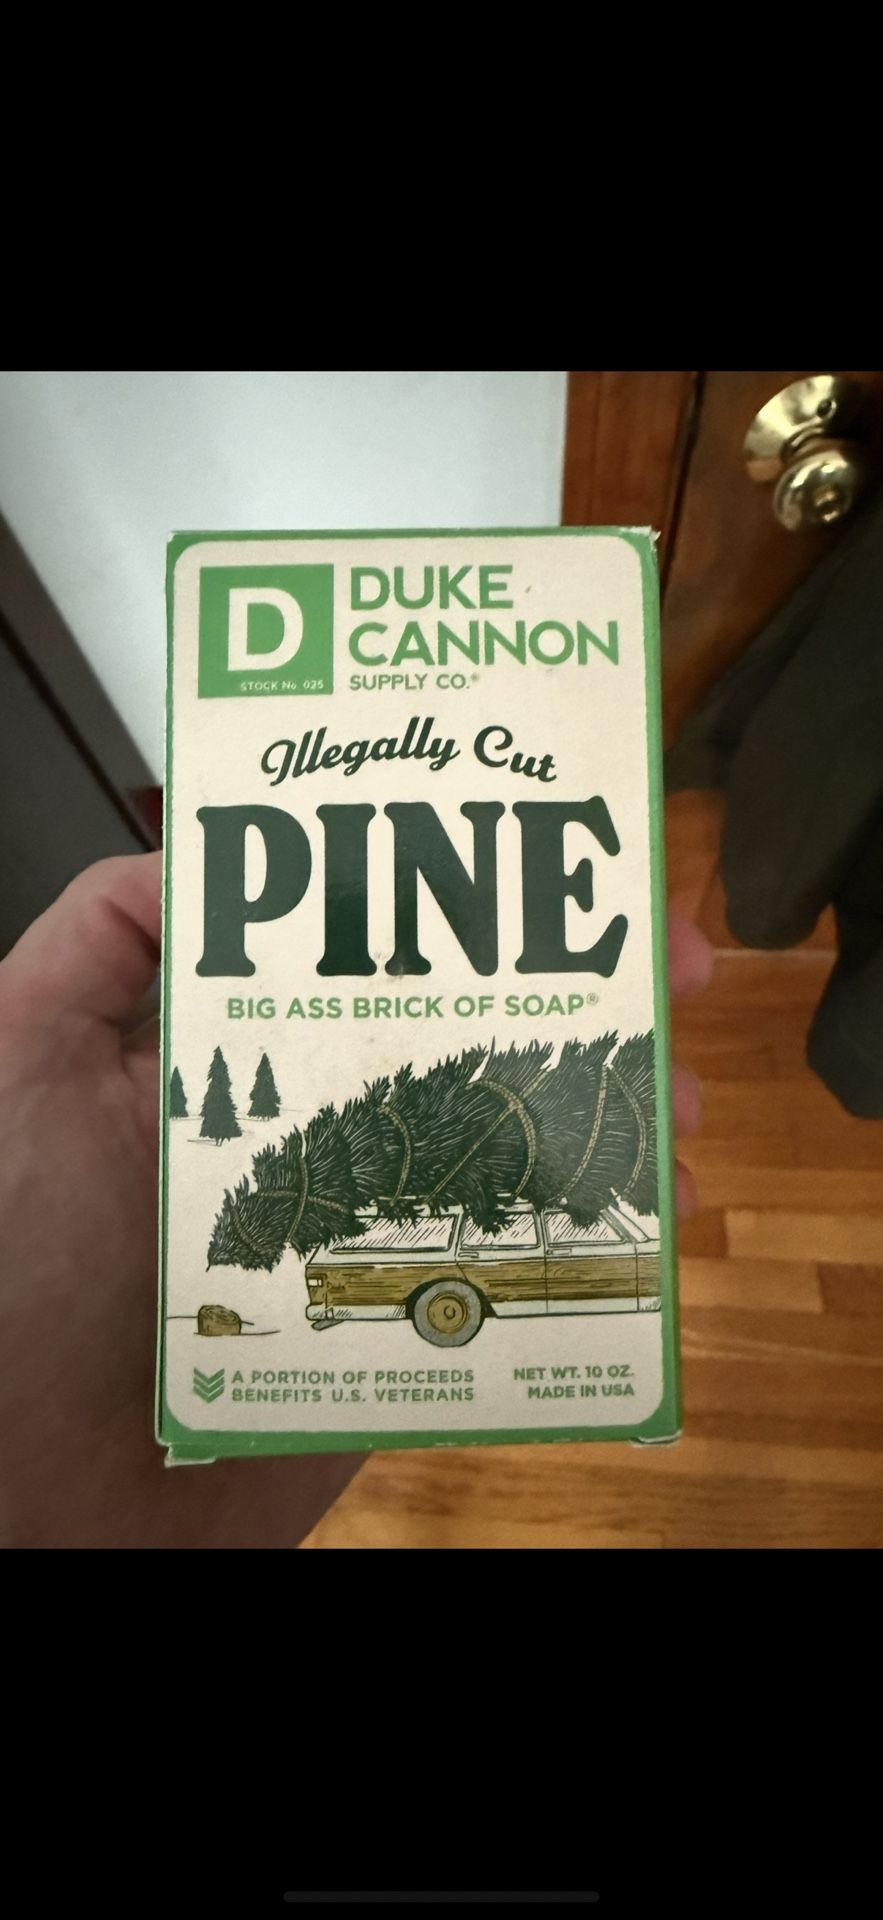 D
STOCK No. 025
DUKE
CANNON
SUPPLY CO.®
Illegally Cut
PINE
BIG ASS BRICK OF SOAP®
A PORTION OF PROCEEDS
BENEFITS U.S. VETERANS
NET WT. 10 OZ.
MADE IN USA